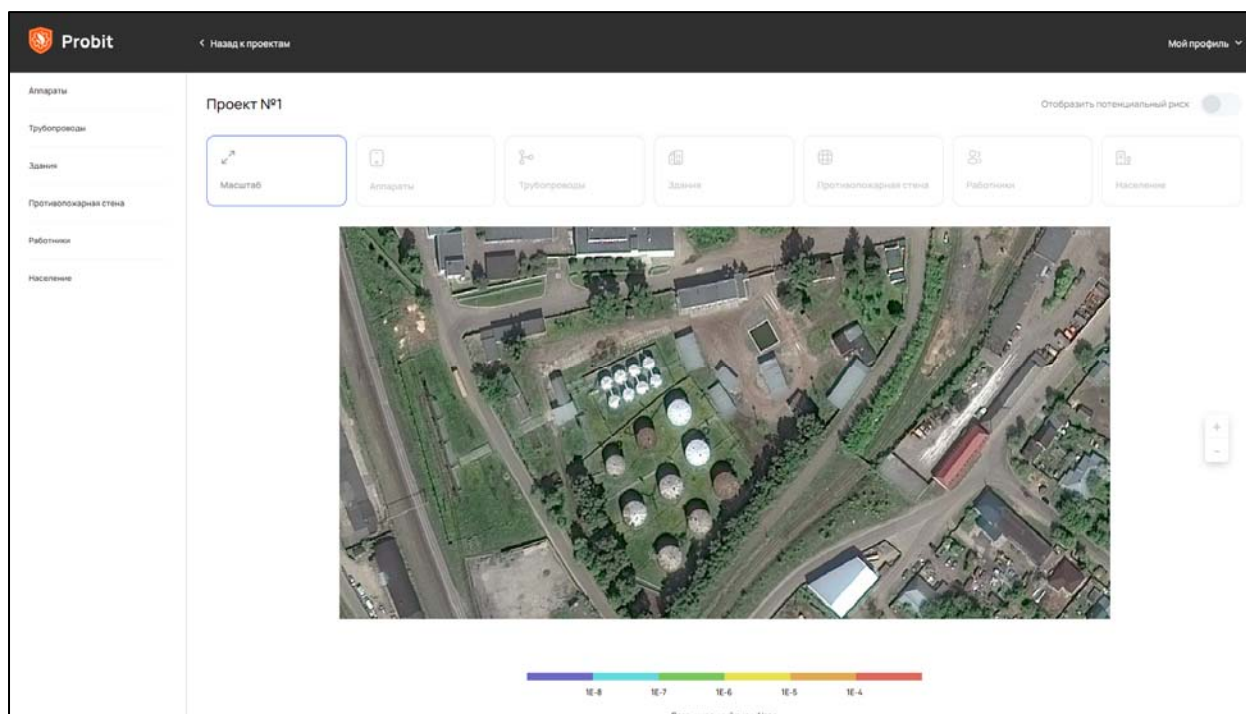 Probit
Назад к проектам
Мой профиль
Аппараты
Трубопроводы
Здания
Противопожарная стена
Работники
Население
Проект №1
Отобразить потенциальный риск
Масштаб
Аппараты
Трубопроводы
Здания
Противопожарная стена
Работники
Население
+
-
1E-8 1E-7 1E-6 1E-5 1E-4